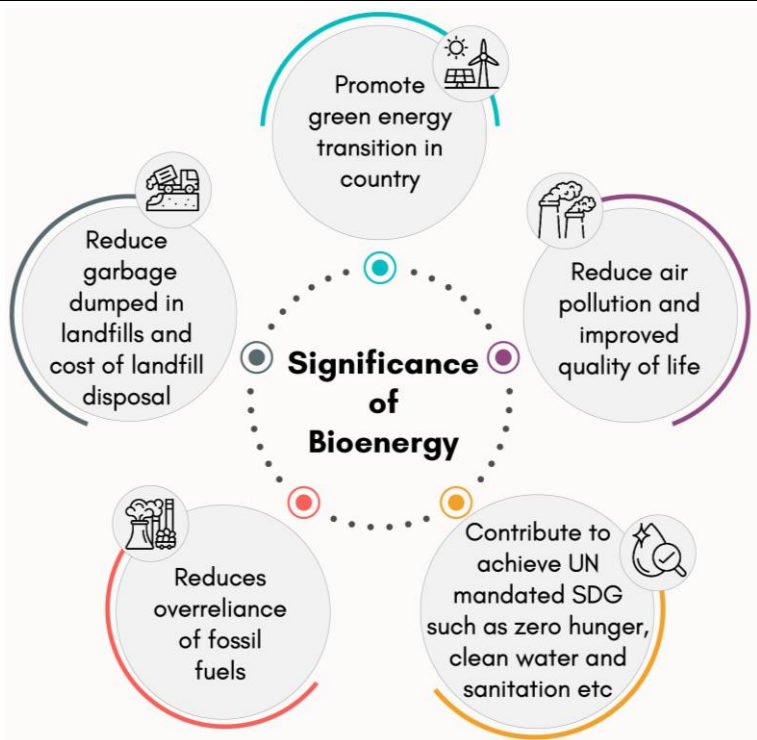 Significance
of
Bioenergy
Promote
green energy
transition in
country
Reduce air
pollution and
improved
quality of life
Contribute to
achieve UN
mandated SDG
such as zero hunger,
clean water and
sanitation etc
Reduces
overreliance
of fossil
fuels
Reduce
garbage
dumped in
landfills and
cost of landfill
disposal